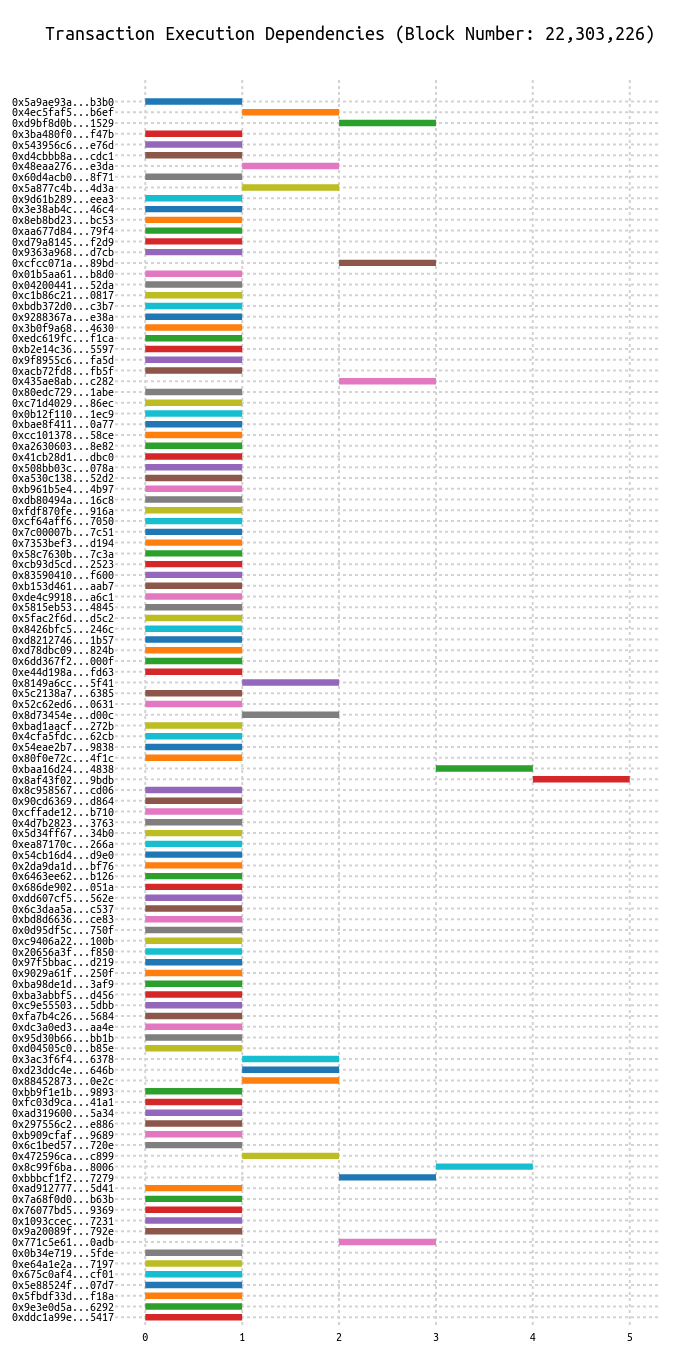 Transaction Execution Dependencies (Block Number: 22,303,226)
0x5a9ae93a...b3b0
0x4ec5faf5...b6ef
0xd9bf8d0b...1529
0x3ba480f0...f47b
0x543956c6...e76d
0xd4cbbb8a...cdc1
0x48eaa276...e3da
0x60d4acb0...8f71
0x5a877c4b...4d3a
0x9d61b289...eea3
0x3e38ab4c...46c4
0x8eb8bd23...bc53
0xaa677d84...79f4
0xd79a8145...f2d9
0x9363a968...d7cb
0xcfcc071a...89bd
0x01b5aa61...b8d0
0x04200441...52da
0xc1b86c21...0817
0xbdb372d0...c3b7
0x9288367a...e38a
0x3b0f9a68...4630
0xedc619fc...f1ca
0xb2e14c36...5597
0x9f8955c6...fa5d
0xacb72fd8...fb5f
0x435ae8ab...c282
0x80edc729...1abe
0xc71d4029...86ec
0x0b12f110...1ec9
0xbae8f411...0a77
0xcc101378...58ce
0xa2630603...8e82
0x41cb28d1...dbc0
0x508bb03c...078a
0xa530c138...52d2
0xb961b5e4...4b97
0xdb80494a...16c8
0xfdf870fe...916a
0xcf64aff6...7050
0x7c00007b...7c51
0x7353bef3...d194
0x58c7630b...7c3a
0xcb93d5cd...2523
0x83590410...f600
0xb153d461...aab7
0xde4c9918...a6c1
0x5815eb53...4845
0x5fac2f6d...d5c2
0x8426bfc5...246c
0xd8212746...1b57
0xd78dbc09...824b
0x6dd367f2...000f
0xe44d198a...fd63
0x8149a6cc...5f41
0x5c2138a7...6385
0x52c62ed6...0631
0x8d73454e...d00c
0xbad1aacf...272b
0x4cfa5fdc...62cb
0x54eae2b7...9838
0x80f0e72c...4f1c
0xbaa16d24...4838
0x8af43f02...9bdb
0x8c958567...cd06
0x90cd6369...d864
0xcffade12...b710
0x4d7b2823...3763
0x5d34ff67...34b0
0xea87170c...266a
0x54cb16d4...d9e0
0x2da9da1d...bf76
0x6463ee62...b126
0x686de902...051a
0xdd607cf5...562e
0x6c3daa5a...c537
0xbd8d6636...ce83
0x0d95df5c...750f
0xc9406a22...100b
0x20656a3f...f850
0x97f5bbac...d219
0x9029a61f...250f
0xba98de1d...3af9
0xba3abbf5...d456
0xc9e55503...5dbb
0xfa7b4c26...5684
0xdc3a0ed3...aa4e
0x95d30b66...bb1b
0xd04505c0...b85e
0x3ac3f6f4...6378
0xd23ddc4e...646b
0x88452873...0e2c
0xbb9f1e1b...9893
0xfc03d9ca...41a1
0xad319600...5a34
0x297556c2...e886
0xb909cfaf...9689
0x6c1bed57...720e
0x472596ca...c899
0x8c99f6ba...8006
0xbbbcf1f2...7279
0xad912777...5d41
0x7a68f0d0...b63b
0x76077bd5...9369
0x1093ccec...7231
0x9a20089f...792e
0x771c5e61...0adb
0x0b34e719...5fde
0xe64a1e2a...7197
0x675c0af4...cf01
0x5e88524f...07d7
0x5fbdf33d...f18a
0x9e3e0d5a...6292
0xddc1a99e...5417
0 1 2 3 4 5